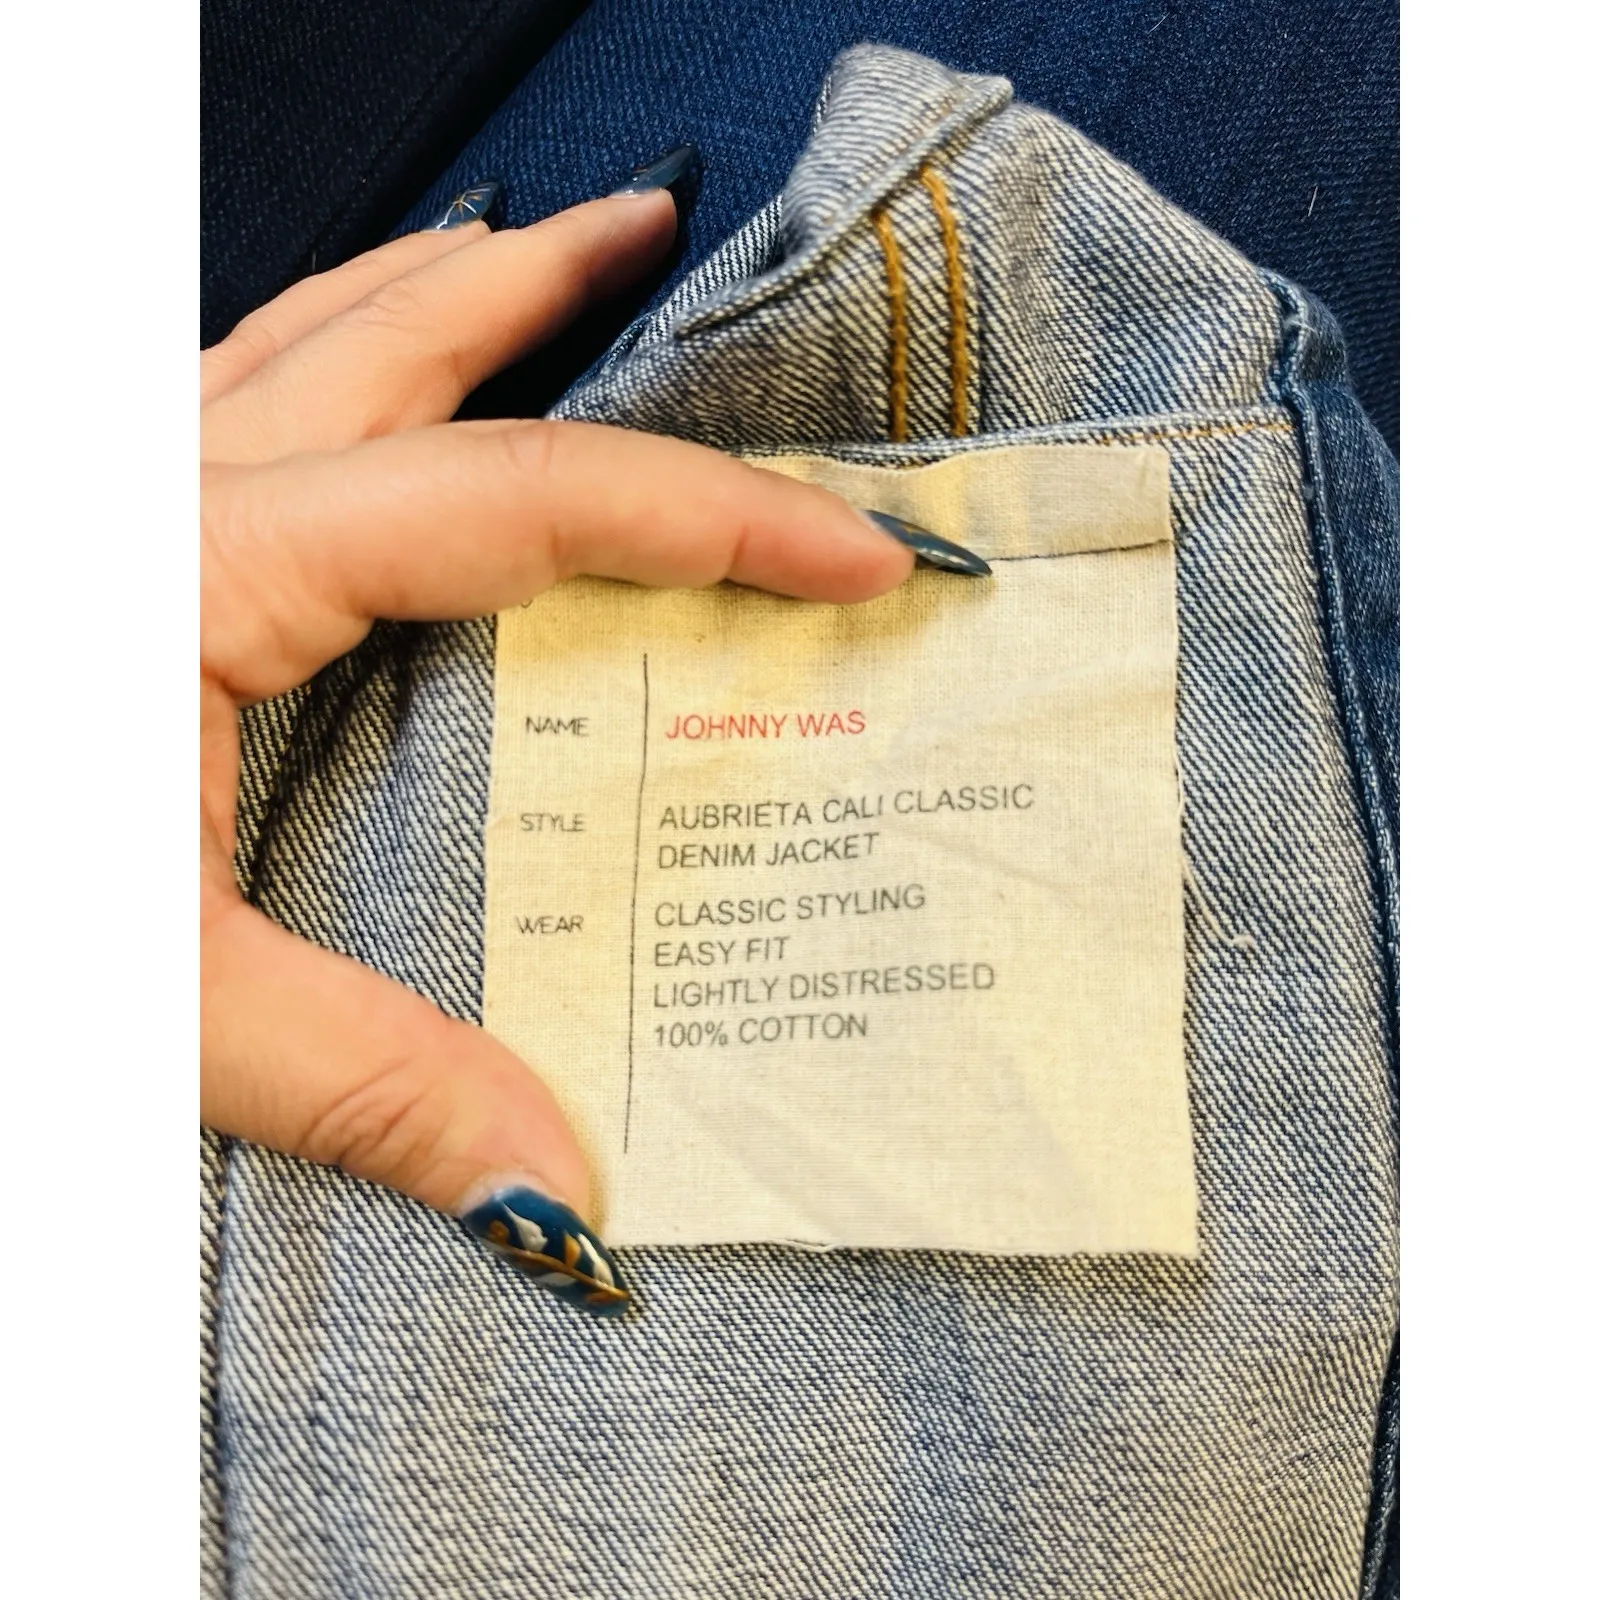 NAME JOHNNY WAS
STYLE AUBRIETA CALI CLASSIC
DENIM JACKET
WEAR CLASSIC STYLING
EASY FIT
LIGHTLY DISTRESSED
100% COTTON